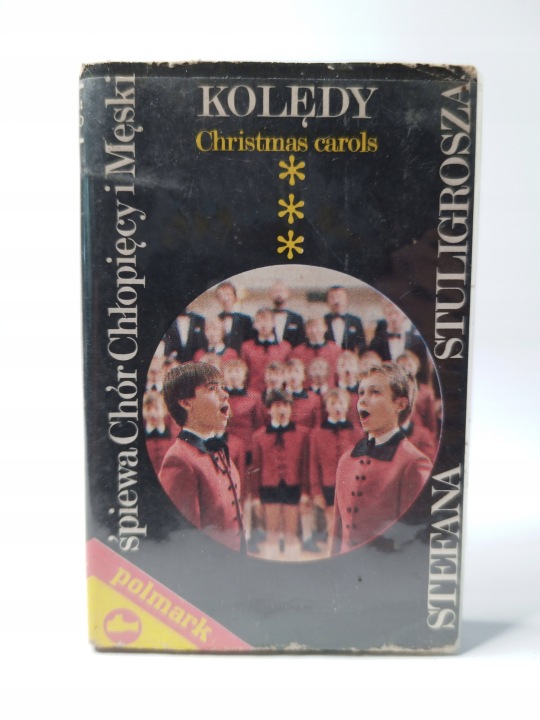 KOLĘDY
Christmas carols
***
śpiewa Chór Chłopięcy i Męski
STEFANA STULIGROSZA
polmark